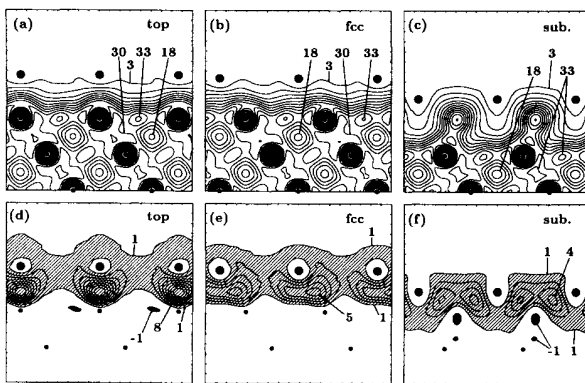 (a) top
30 33 18
3
(b) fcc
18 30 33
3
(c) sub.
3
18 33
(d) top
1
-1 8 1
(e) fcc
1
5 1
(f) sub.
1 4
-1 1